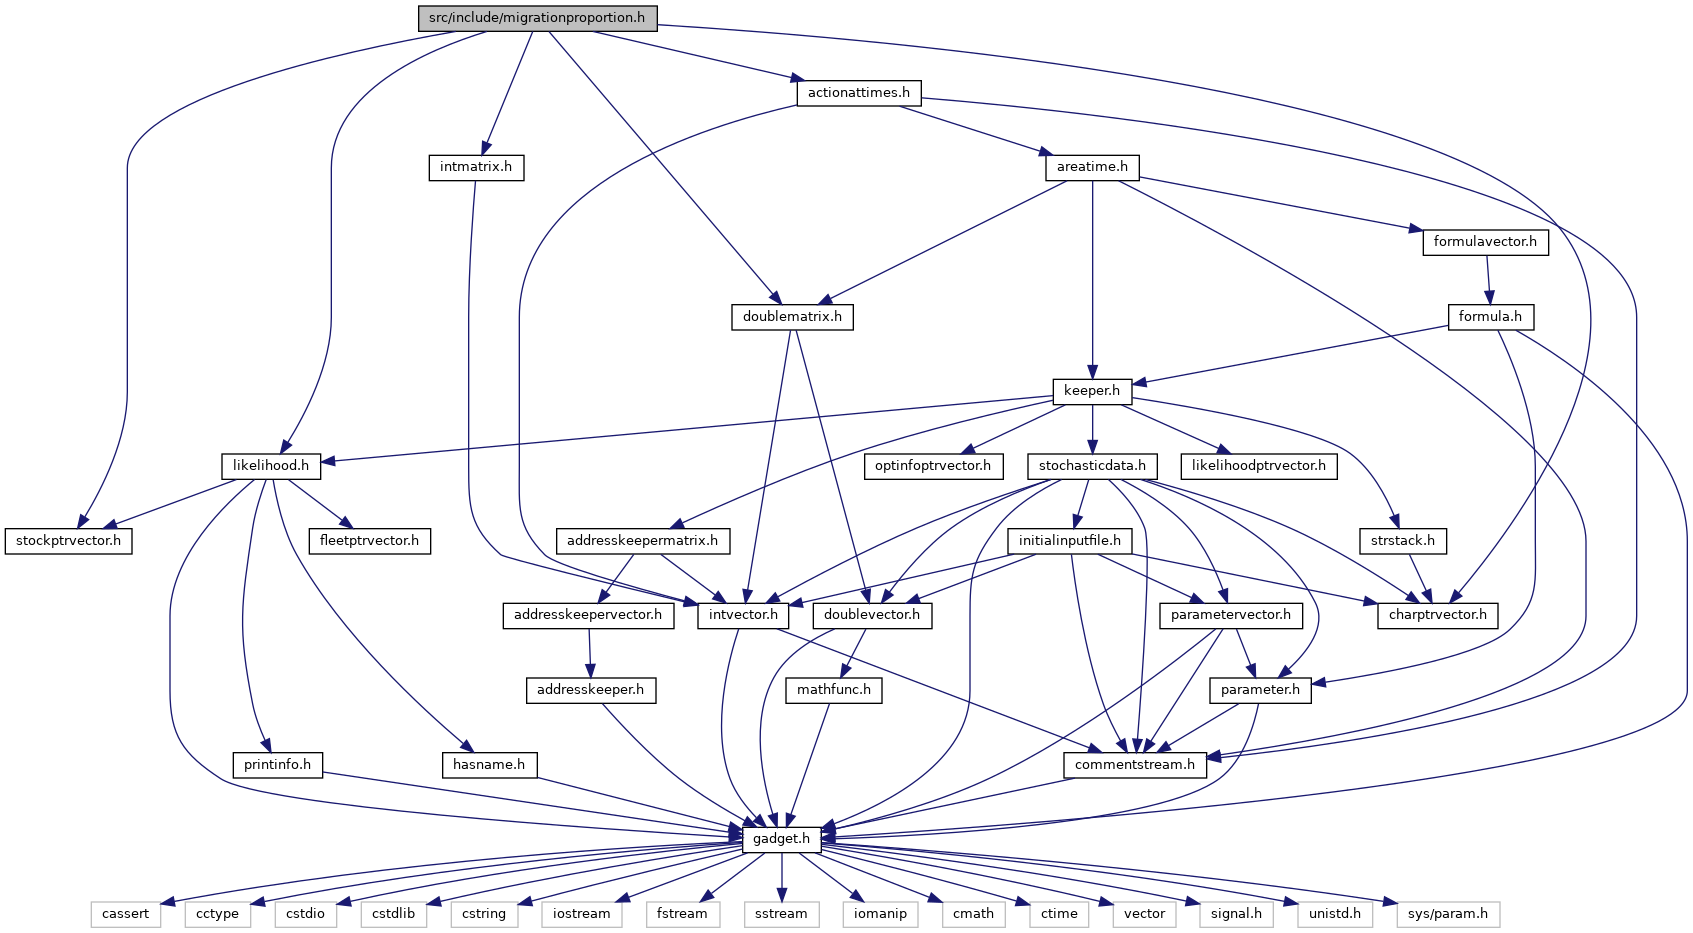 src/include/migrationproportion.h
actionattimes.h
intmatrix.h
areatime.h
formulavector.h
doublematrix.h
formula.h
keeper.h
likelihood.h
optinfoptrvector.h
stochasticdata.h
likelihoodptrvector.h
stockptrvector.h
fleetptrvector.h
addresskeepermatrix.h
initialinputfile.h
strstack.h
addresskeepervector.h
intvector.h
doublevector.h
parametervector.h
charptrvector.h
addresskeeper.h
mathfunc.h
parameter.h
printinfo.h
hasname.h
commentstream.h
gadget.h
cassert
cctype
cstdio
cstdlib
cstring
iostream
fstream
sstream
iomanip
cmath
ctime
vector
signal.h
unistd.h
sys/param.h